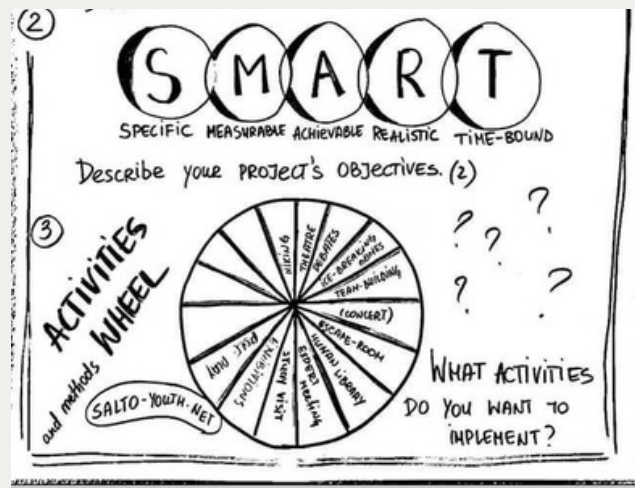 2
SMART
SPECIFIC MEASURABLE ACHIEVABLE REALISTIC TIME-BOUND
Describe your PROJECT'S OBJECTIVES. (2)
3
ACTIVITIES
WHEEL
and methods
SALTO-YOUTH.NET
HIKING
THEATRE
DEBATES
ICE-BREAKING
GAMES
TEAM-BUILDING
(CONCERT)
ESCAPE-ROOM
HUMAN LIBRARY
EXPERT MEETING
STUDY VISIT
EXHIBITIONS
ROLE-PLAY
? ? ? ? ?
WHAT ACTIVITIES
DO YOU WANT TO
IMPLEMENT?